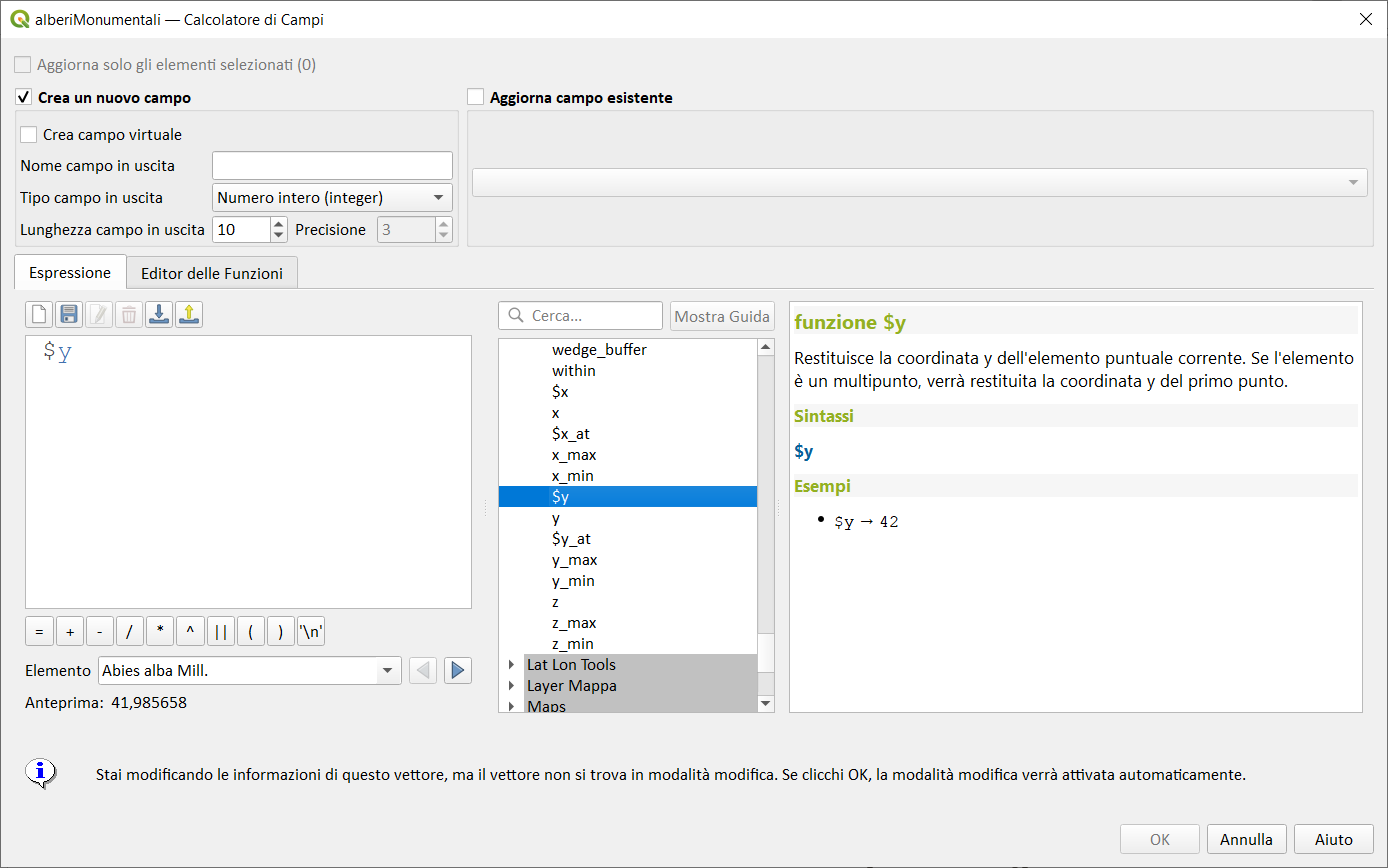 alberiMonumentali — Calcolatore di Campi
Aggiorna solo gli elementi selezionati (0)
Crea un nuovo campo
Aggiorna campo esistente
Crea campo virtuale
Nome campo in uscita
Tipo campo in uscita
Numero intero (integer)
Lunghezza campo in uscita
10
Precisione
3
Espressione
Editor delle Funzioni
$y
=
+
-
/
*
^
||
(
)
'\n'
Elemento
Abies alba Mill.
Anteprima: 41,985658
Cerca...
Mostra Guida
wedge_buffer
within
$x
x
$x_at
x_max
x_min
$y
y
$y_at
y_max
y_min
z
z_max
z_min
Lat Lon Tools
Layer Mappa
Maps
funzione $y
Restituisce la coordinata y dell'elemento puntuale corrente. Se l'elemento
è un multipunto, verrà restituita la coordinata y del primo punto.
Sintassi
$y
Esempi
• $y → 42
Stai modificando le informazioni di questo vettore, ma il vettore non si trova in modalità modifica. Se clicchi OK, la modalità modifica verrà attivata automaticamente.
OK
Annulla
Aiuto